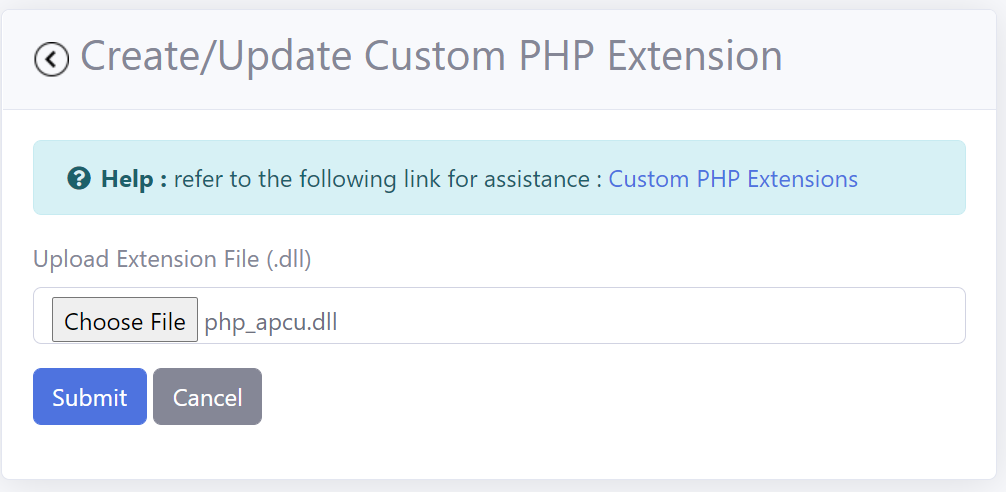 Create/Update Custom PHP Extension
Help : refer to the following link for assistance : Custom PHP Extensions
Upload Extension File (.dll)
Choose File php_apcu.dll
Submit Cancel